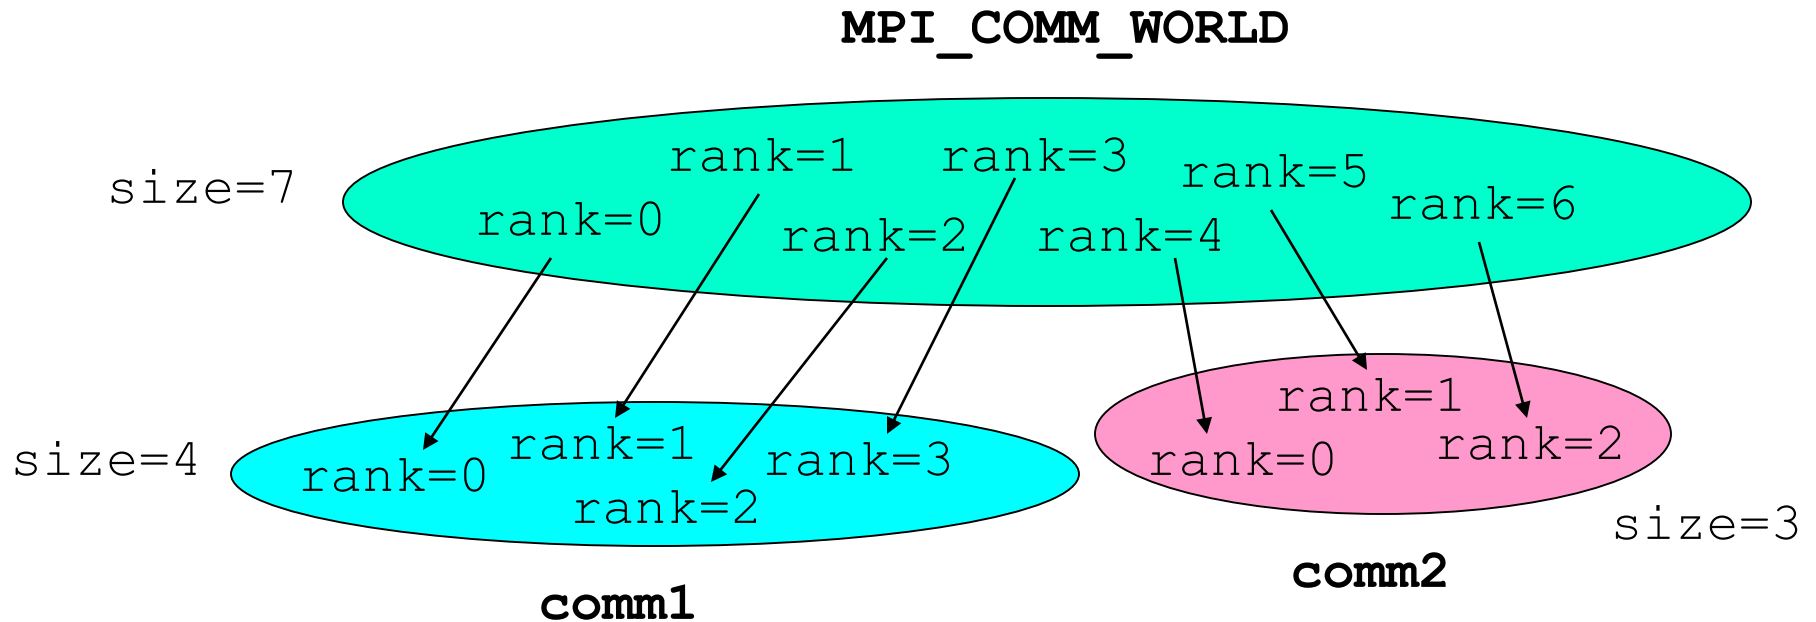 MPI_COMM_WORLD
size=7
rank=0
rank=1
rank=2
rank=3
rank=4
rank=5
rank=6
size=4
rank=0
rank=1
rank=2
rank=3
comm1
rank=0
rank=1
rank=2
size=3
comm2